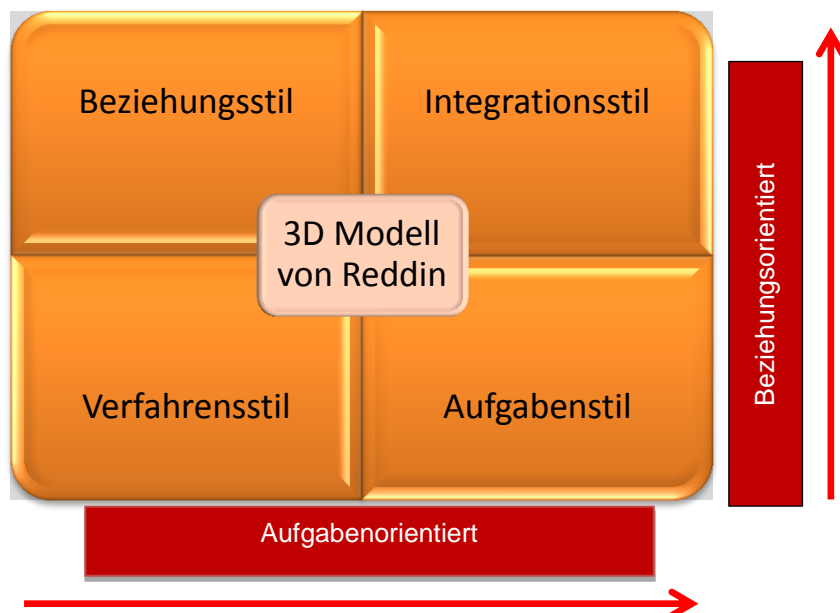 Beziehungsstil
Integrationsstil
3D Modell
von Reddin
Verfahrensstil
Aufgabenstil
Beziehungsorientiert
Aufgabenorientiert